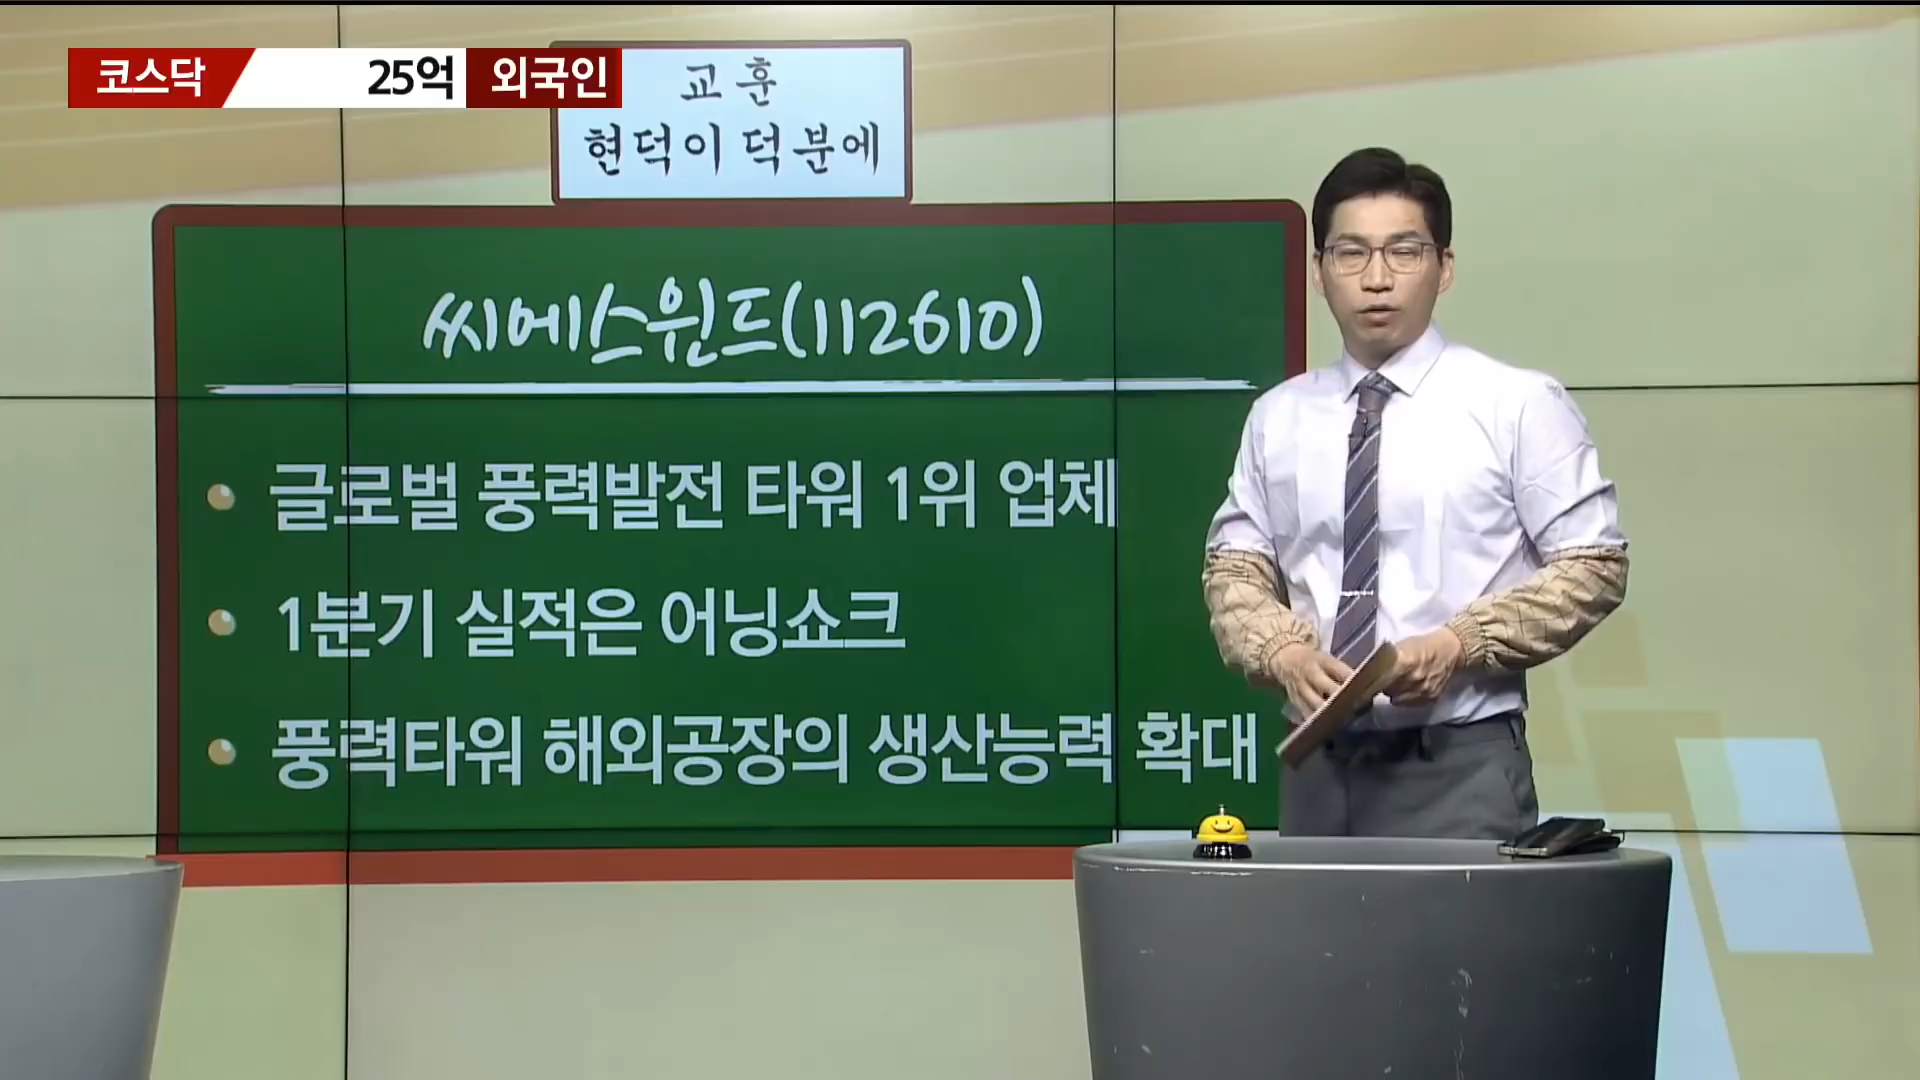 코스닥 25억 외국인
교훈
현덕이 덕분에
씨에스윈드(112610)
글로벌 풍력발전 타워 1위 업체
1분기 실적은 어닝쇼크
풍력타워 해외공장의 생산능력 확대